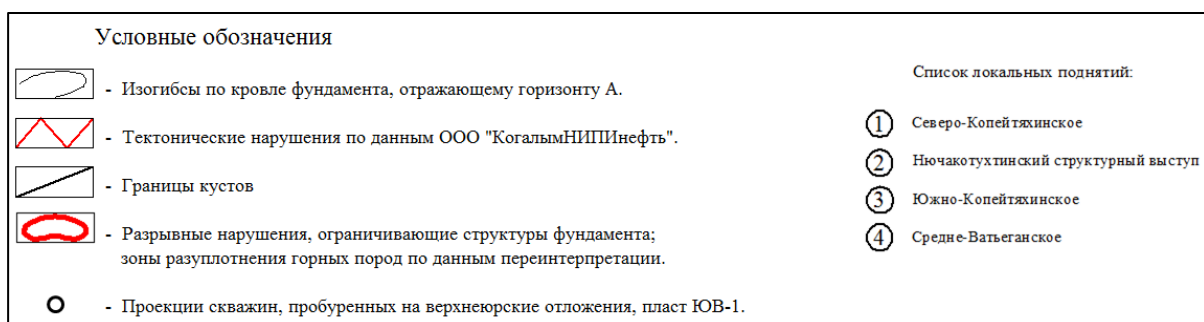 Условные обозначения
- Изогибсы по кровле фундамента, отражающему горизонту А.
- Тектонические нарушения по данным ООО "КогалымНИПИнефть".
- Границы кустов
- Разрывные нарушения, ограничивающие структуры фундамента;
зоны разуплотнения горных пород по данным переинтерпретации.
- Проекции скважин, пробуренных на верхнеюрские отложения, пласт ЮВ-1.
Список локальных поднятий:
1 Северо-Копейтяхинское
2 Нючакотухтинский структурный выступ
3 Южно-Копейтяхинское
4 Средне-Ватьеганское